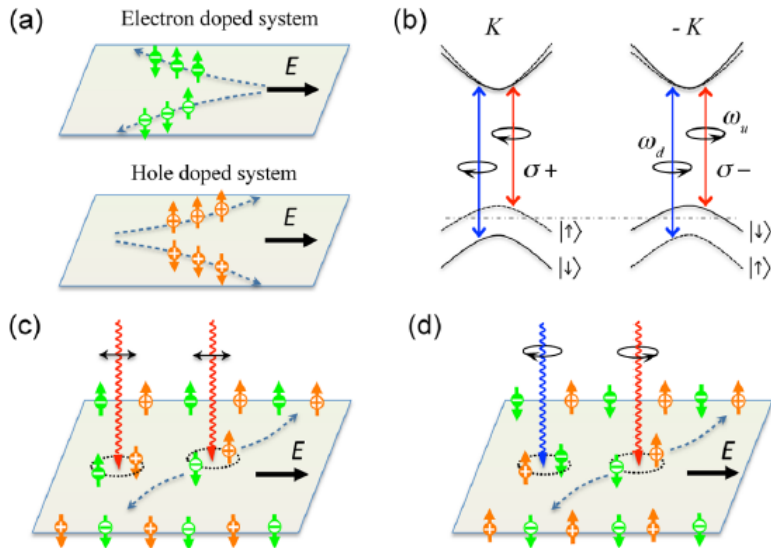 (a)
Electron doped system
E
Hole doped system
E
(b)
K
- K
ω_u
ω_d
σ+
σ−
|↑⟩
|↓⟩
|↓⟩
|↑⟩
(c)
E
(d)
E